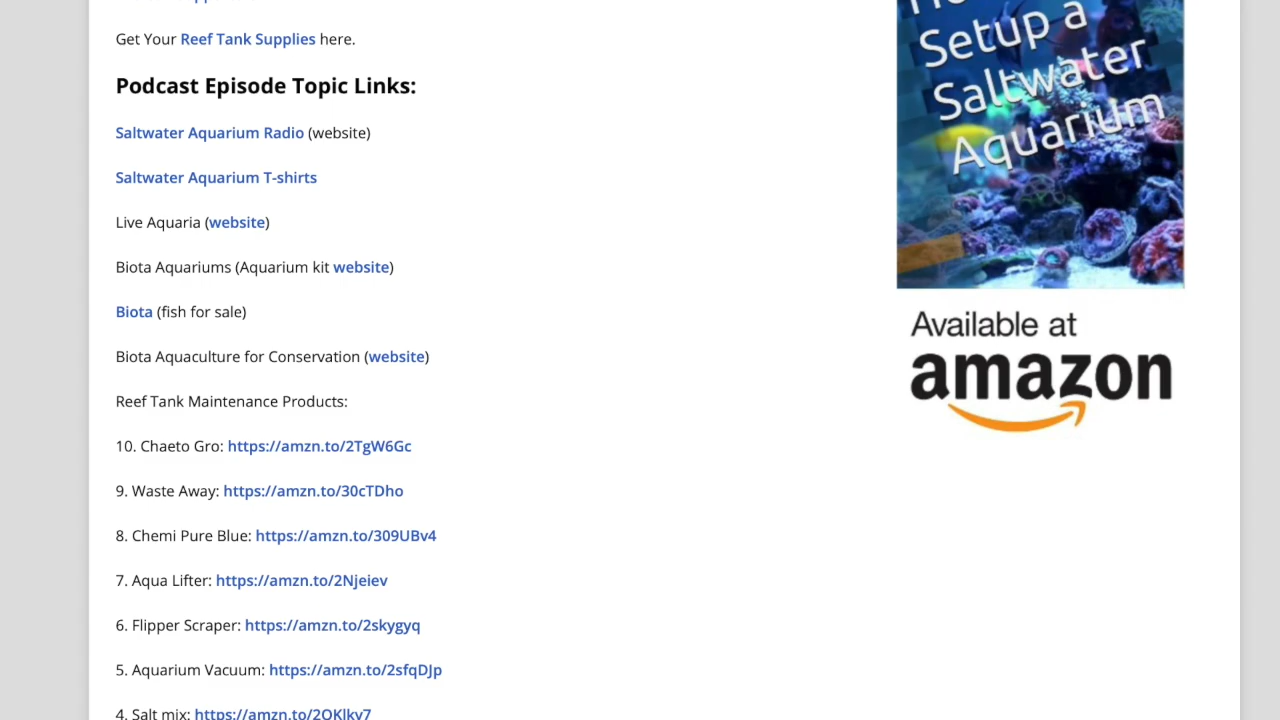 Get Your Reef Tank Supplies here.
Podcast Episode Topic Links:
Saltwater Aquarium Radio (website)
Saltwater Aquarium T-shirts
Live Aquaria (website)
Biota Aquariums (Aquarium kit website)
Biota (fish for sale)
Biota Aquaculture for Conservation (website)
Reef Tank Maintenance Products:
10. Chaeto Gro: https://amzn.to/2TgW6Gc
9. Waste Away: https://amzn.to/30cTDho
8. Chemi Pure Blue: https://amzn.to/309UBv4
7. Aqua Lifter: https://amzn.to/2Njeiev
6. Flipper Scraper: https://amzn.to/2skygyq
5. Aquarium Vacuum: https://amzn.to/2sfqDJp
4. Salt mix:
Setup a
Saltwater
Aquarium
Available at
amazon